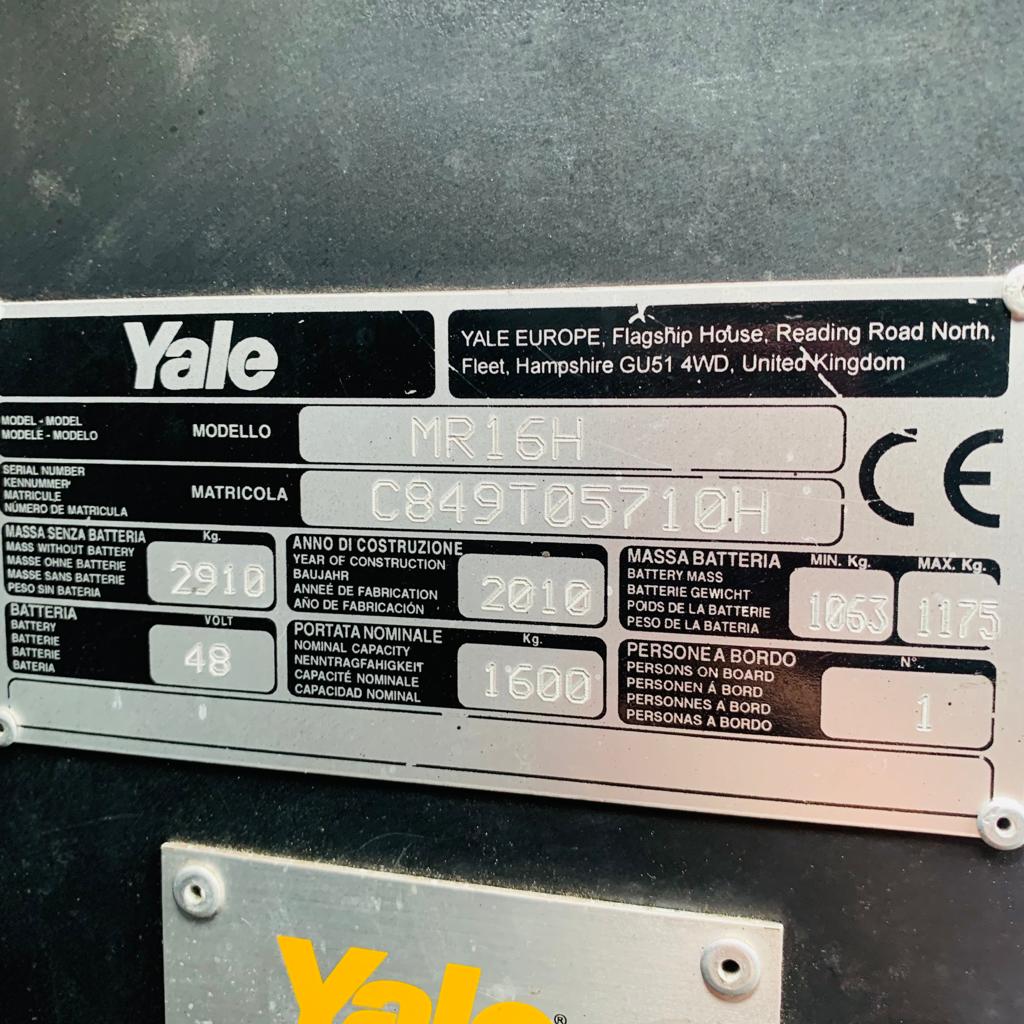 Yale
YALE EUROPE, Flagship House, Reading Road North,
Fleet, Hampshire GU51 4WD, United Kingdom
MODEL - MODEL
MODELE - MODELO
MODELLO
MR16H
SERIAL NUMBER
KENNUMMER
MATRICULE
NÚMERO DE MATRICULA
MATRICOLA
C849T05710H
CE
MASSA SENZA BATTERIA
MASS WITHOUT BATTERY
MASSE OHNE BATTERIE
MASSE SANS BATTERIE
PESO SIN BATERIA
Kg.
2910
ANNO DI COSTRUZIONE
YEAR OF CONSTRUCTION
BAUJAHR
ANNEÉ DE FABRICATION
AÑO DE FABRICACIÓN
2010
MASSA BATTERIA
BATTERY MASS
BATTERIE GEWICHT
POIDS DE LA BATTERIE
PESO DE LA BATERIA
MIN. Kg.
1063
MAX. Kg.
1175
BATTERIA
BATTERY
BATTERIE
BATTERIE
BATERIA
VOLT
48
PORTATA NOMINALE
NOMINAL CAPACITY
NENNTRAGFAHIGKEIT
CAPACITÉ NOMINALE
CAPACIDAD NOMINAL
Kg.
1600
PERSONE A BORDO
PERSONS ON BOARD
PERSONEN Á BORD
PERSONNES A BORD
PERSONAS A BORDO
N°
1
Yale®